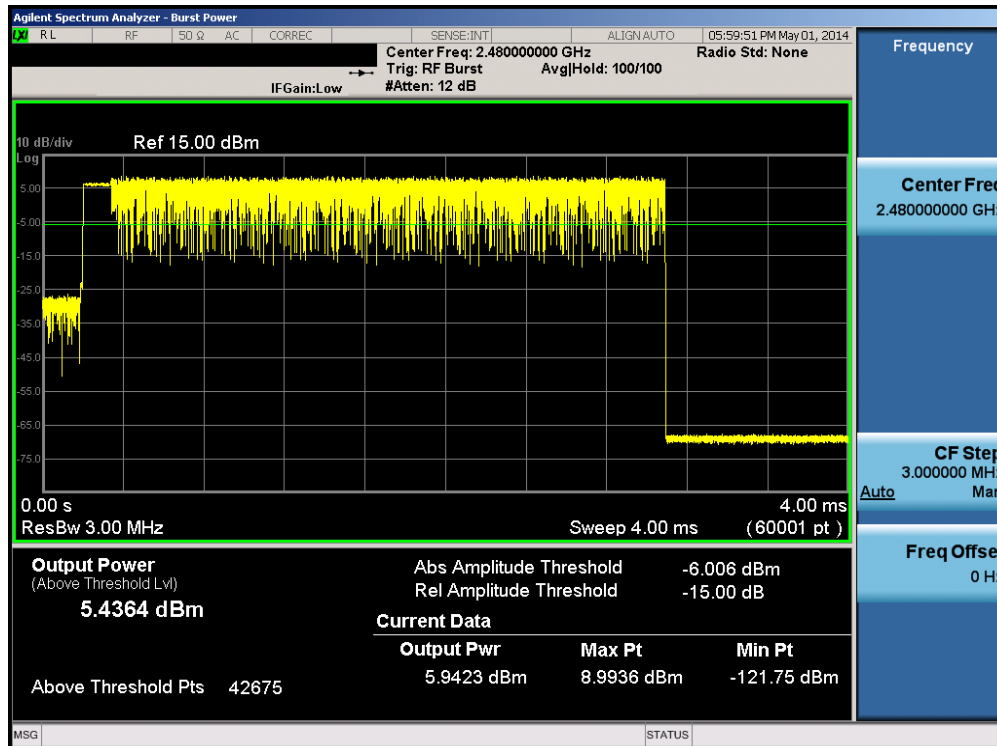 Agilent Spectrum Analyzer - Burst Power
LXI RL RF 50 Ω AC CORREC SENSE:INT ALIGN AUTO 05:59:51 PM May 01, 2014
Center Freq: 2.480000000 GHz Radio Std: None
Trig: RF Burst Avg|Hold: 100/100
IFGain:Low #Atten: 12 dB
10 dB/div Ref 15.00 dBm
Log
5.00
-5.00
-15.0
-25.0
-35.0
-45.0
-55.0
-65.0
-75.0
0.00 s 4.00 ms
ResBw 3.00 MHz Sweep 4.00 ms (60001 pt )
Output Power
(Above Threshold Lvl)
5.4364 dBm
Above Threshold Pts 42675
Abs Amplitude Threshold -6.006 dBm
Rel Amplitude Threshold -15.00 dB
Current Data
Output Pwr Max Pt Min Pt
5.9423 dBm 8.9936 dBm -121.75 dBm
Frequency
Center Freq
2.480000000 GHz
CF Step
3.000000 MHz
Auto Man
Freq Offse
0 Hz
MSG STATUS